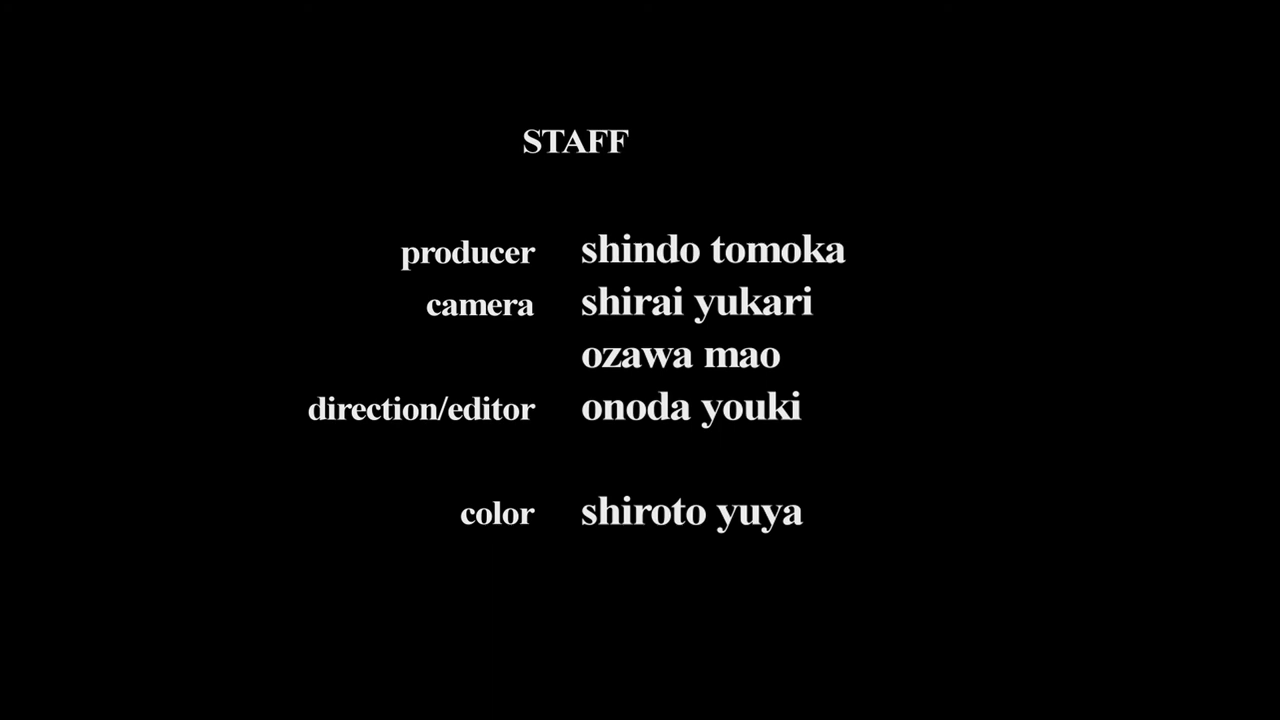 STAFF
producer shindo tomoka
camera shirai yukari
ozawa mao
direction/editor onoda youki
color shiroto yuya